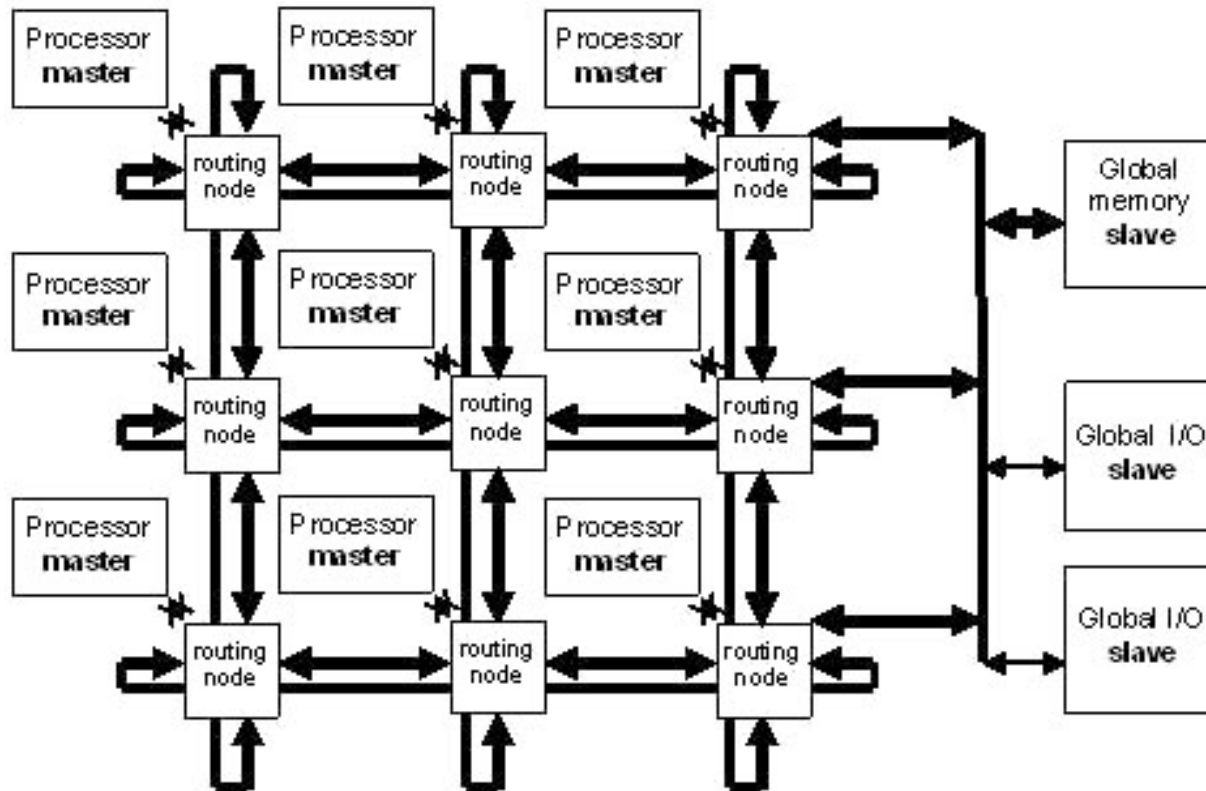 Processor
master
Processor
master
Processor
master
routing
node
routing
node
routing
node
Global
memory
slave
Processor
master
Processor
master
Processor
master
routing
node
routing
node
routing
node
Global I/O
slave
Processor
master
Processor
master
Processor
master
routing
node
routing
node
routing
node
Global I/O
slave